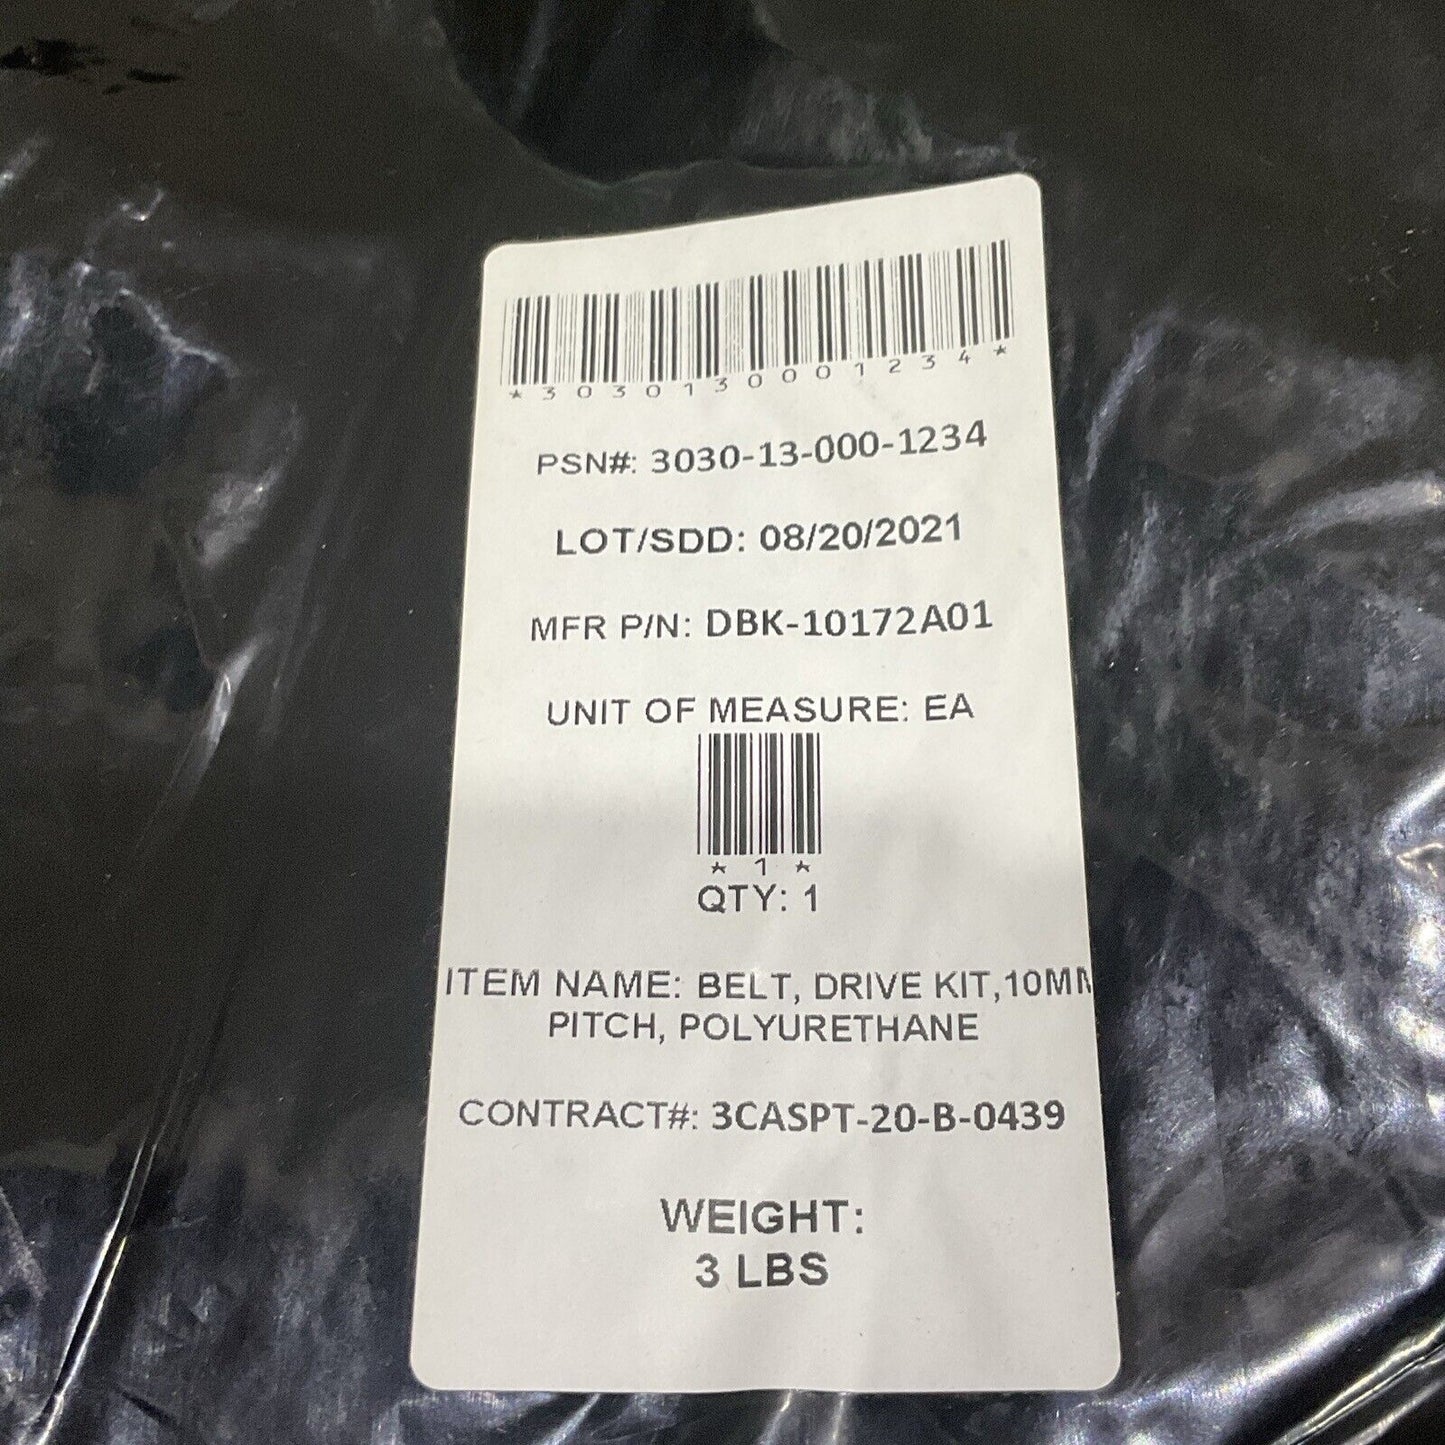 *3030130001234*
PSN#: 3030-13-000-1234
LOT/SDD: 08/20/2021
MFR P/N: DBK-10172A01
UNIT OF MEASURE: EA
*1*
QTY: 1
ITEM NAME: BELT, DRIVE KIT,10MM
PITCH, POLYURETHANE
CONTRACT#: 3CASPT-20-B-0439
WEIGHT:
3 LBS